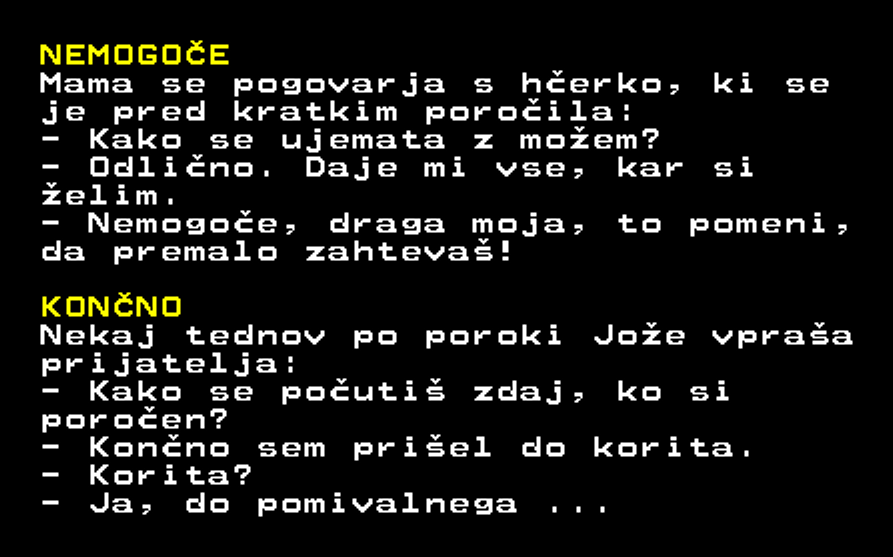 NEMOGOČE
Mama se pogovarja s hčerko, ki se
je pred kratkim poročila:
- Kako se ujemata z možem?
- Odlično. Daje mi vse, kar si
želim.
- Nemogoče, draga moja, to pomeni,
da premalo zahtevaš!
KONČNO
Nekaj tednov po poroki Jože vpraša
prijatelja:
- Kako se počutiš zdaj, ko si
poročen?
- Končno sem prišel do korita.
- Korita?
- Ja, do pomivalnega ...